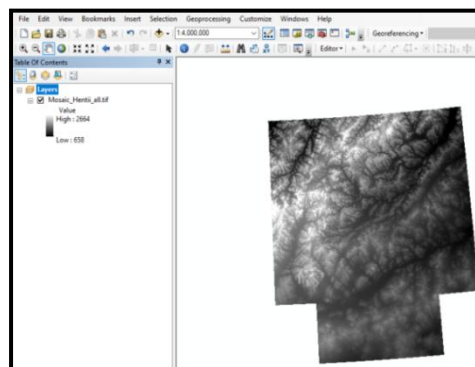 File Edit View Bookmarks Insert Selection Geoprocessing Customize Windows Help
1:4.000.000
Georeferencing
Editor
Table Of Contents
Layers
Mosaic_Hentii_all.tif
Value
High : 2664
Low : 658